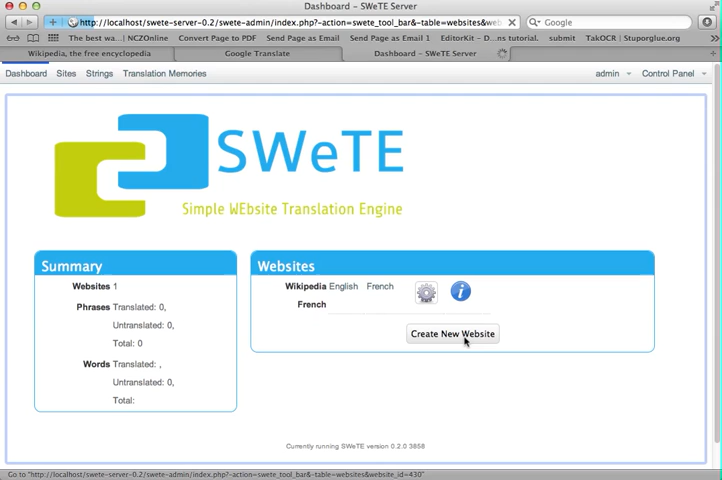 Dashboard – SWeTE Server
http://localhost/swete-server-0.2/swete-admin/index.php?-action=swete_tool_bar&-table=websites&web
Google
The best wa...| NCZOnline Convert Page to PDF Send Page as Email Send Page as Email 1 EditorKit – D...ns tutorial. submit TakOCR | Stuporglue.org
Wikipedia, the free encyclopedia Google Translate Dashboard – SWeTE Server
Dashboard Sites Strings Translation Memories admin Control Panel
SWeTE
Simple WEbsite Translation Engine
Summary
Websites 1
Phrases Translated: 0,
Untranslated: 0,
Total: 0
Words Translated: ,
Untranslated: 0,
Total:
Websites
Wikipedia English French
French
Create New Website
Currently running SWeTE version 0.2.0 3858
Go to "http://localhost/swete-server-0.2/swete-admin/index.php?-action=swete_tool_bar&-table=websites&website_id=430"